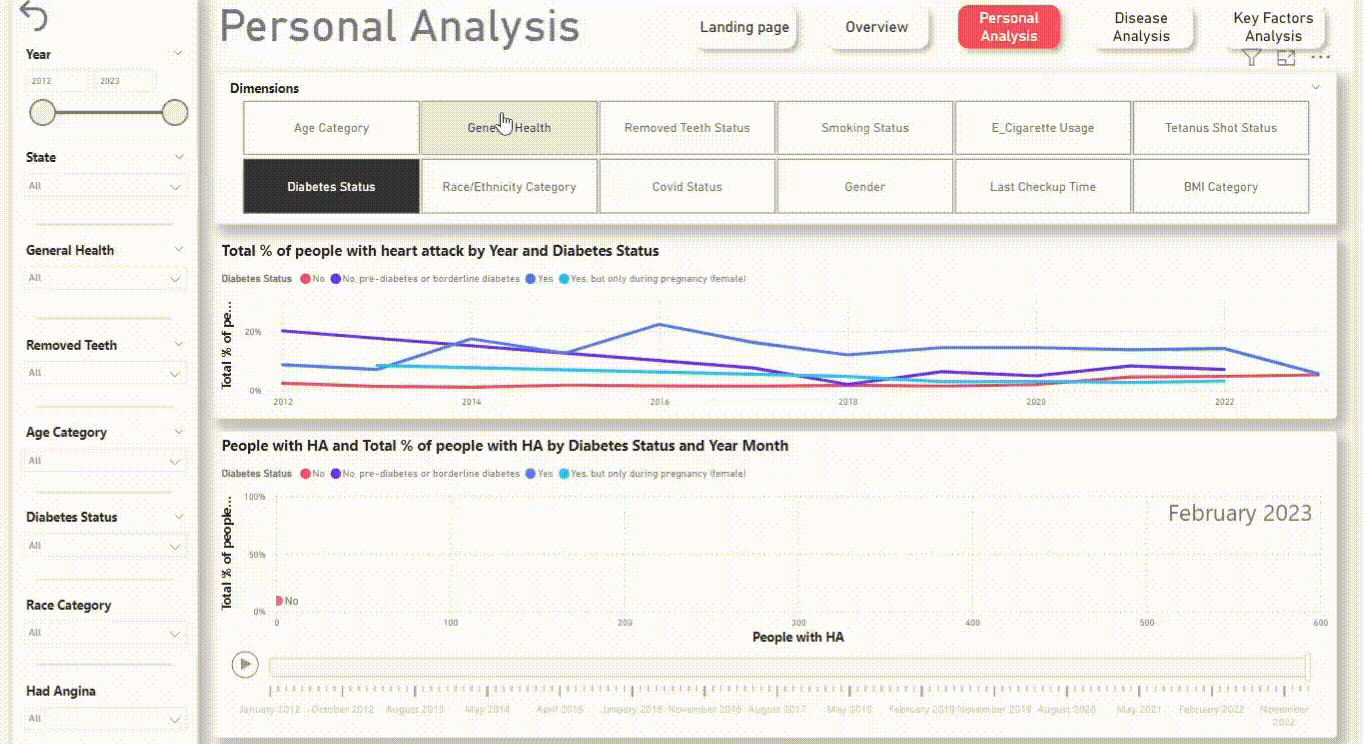 Personal Analysis
Landing page
Overview
Personal
Analysis
Disease
Analysis
Key Factors
Analysis
Year
2012 2023
State
All
General Health
All
Removed Teeth
All
Age Category
All
Diabetes Status
All
Race Category
All
Had Angina
All
Dimensions
Age Category General Health Removed Teeth Status Smoking Status E_Cigarette Usage Tetanus Shot Status
Diabetes Status Race/Ethnicity Category Covid Status Gender Last Checkup Time BMI Category
Total % of people with heart attack by Year and Diabetes Status
Diabetes Status No No, pre-diabetes or borderline diabetes Yes Yes, but only during pregnancy (female)
Total % of pe...
20%
0%
2012 2014 2016 2018 2020 2022
People with HA and Total % of people with HA by Diabetes Status and Year Month
Diabetes Status No No, pre-diabetes or borderline diabetes Yes Yes, but only during pregnancy (female)
Total % of people...
100%
50%
0%
February 2023
No
0 100 200 300 400 500 600
People with HA
January 2012 October 2012 August 2013 May 2014 April 2015 January 2016 November 2016 August 2017 May 2018 February 2019 November 2019 August 2020 May 2021 February 2022 November
2022